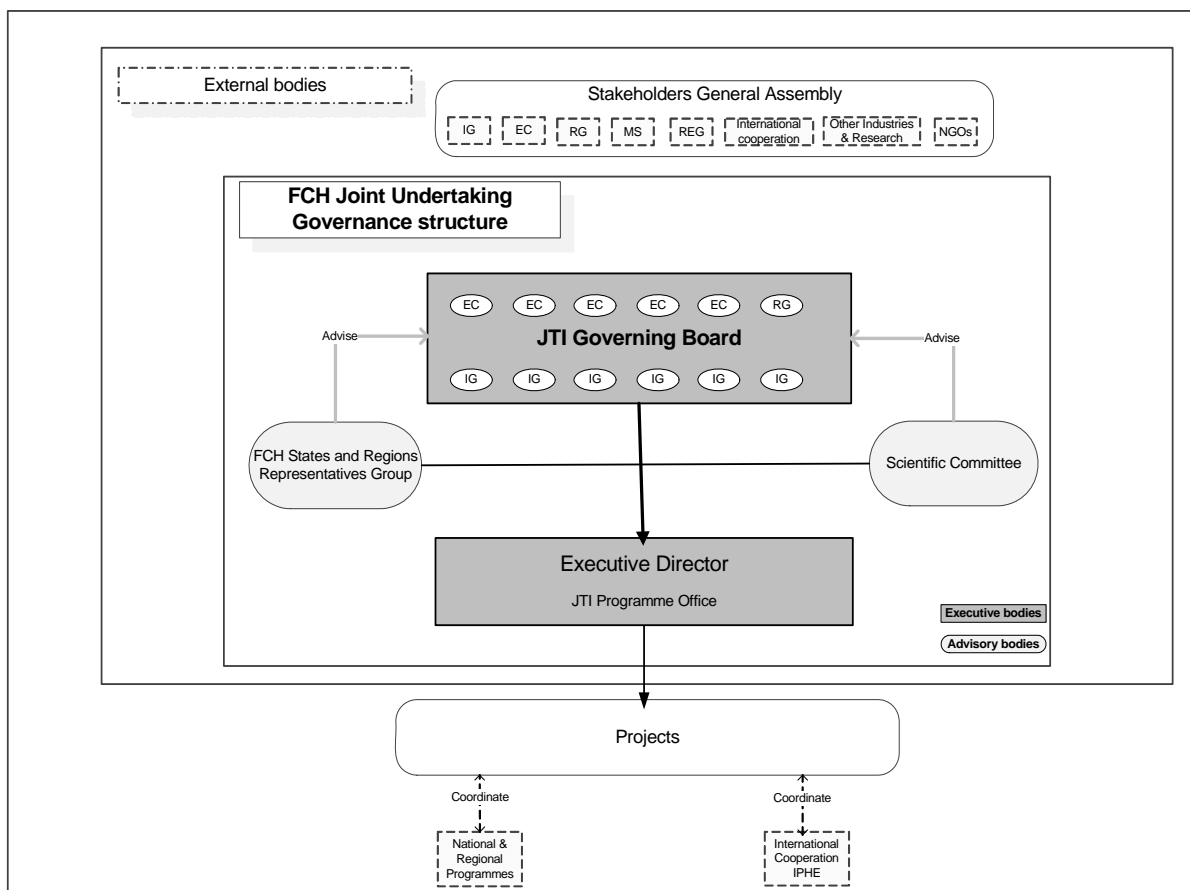 External bodies
Stakeholders General Assembly
IG
EC
RG
MS
REG
International
cooperation
Other Industries
& Research
NGOs
FCH Joint Undertaking
Governance structure
EC
EC
EC
EC
EC
RG
JTI Governing Board
IG
IG
IG
IG
IG
IG
Advise
Advise
FCH States and Regions
Representatives Group
Scientific Committee
Executive Director
JTI Programme Office
Executive bodies
Advisory bodies
Projects
Coordinate
Coordinate
National &
Regional
Programmes
International
Cooperation
IPHE